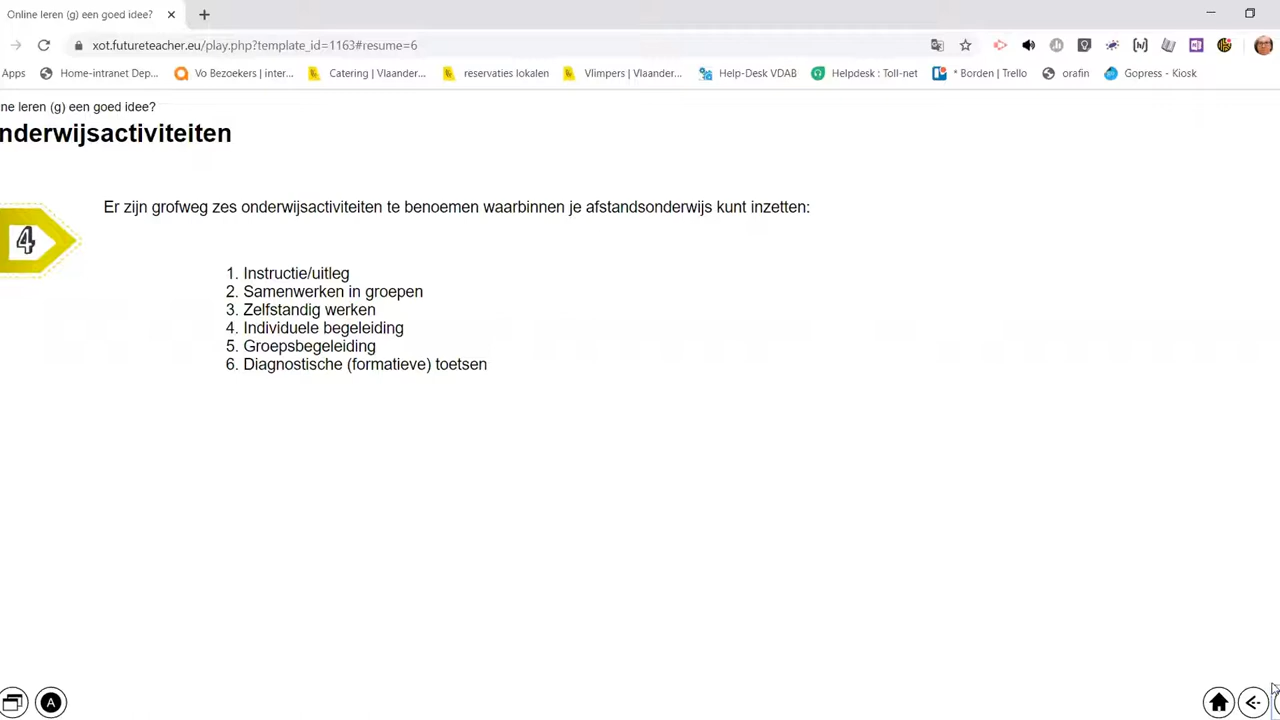 Online leren (g) een goed idee?
xot.futureteacher.eu/play.php?template_id=1163#resume=6
Apps Home-intranet Dep... Vo Bezoekers | inter... Catering | Vlaander... reservaties lokalen Vlimpers | Vlaander... Help-Desk VDAB Helpdesk : Toll-net * Borden | Trello orafin Gopress - Kiosk
ne leren (g) een goed idee?
nderwijsactiviteiten
4
Er zijn grofweg zes onderwijsactiviteiten te benoemen waarbinnen je afstandsonderwijs kunt inzetten:
1. Instructie/uitleg
2. Samenwerken in groepen
3. Zelfstandig werken
4. Individuele begeleiding
5. Groepsbegeleiding
6. Diagnostische (formatieve) toetsen
A